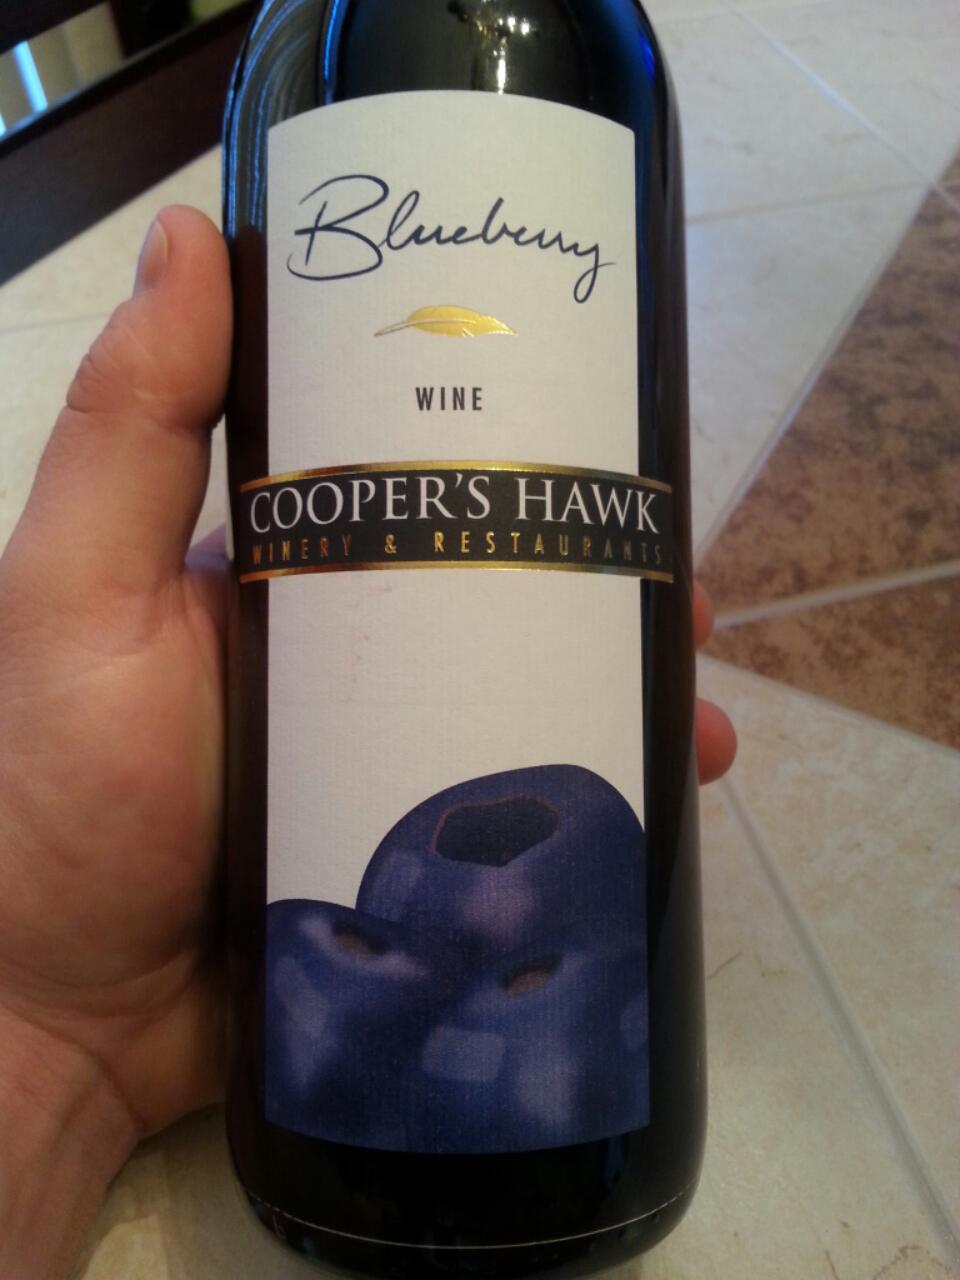 Blueberry
WINE
COOPER'S HAWK
WINERY & RESTAURANTS